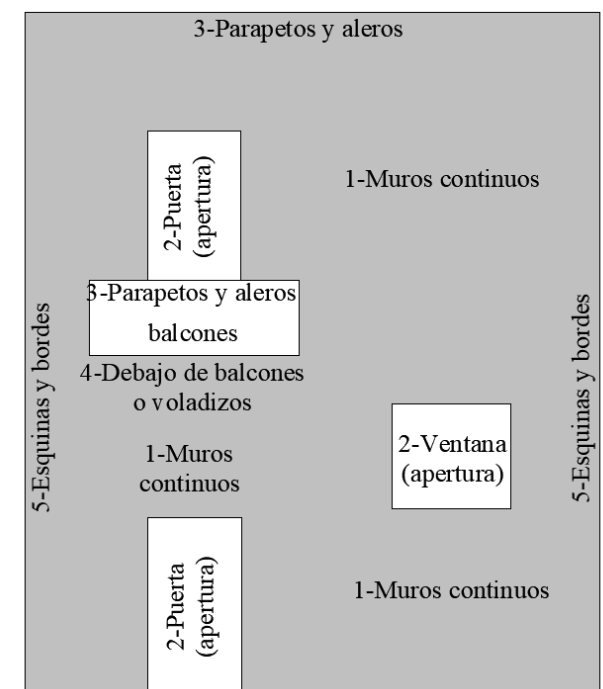 3-Parapetos y aleros
2-Puerta
(apertura)
1-Muros continuos
3-Parapetos y aleros
balcones
4-Debajo de balcones
o voladizos
5-Esquinas y bordes
5-Esquinas y bordes
1-Muros
continuos
2-Ventana
(apertura)
2-Puerta
(apertura)
1-Muros continuos